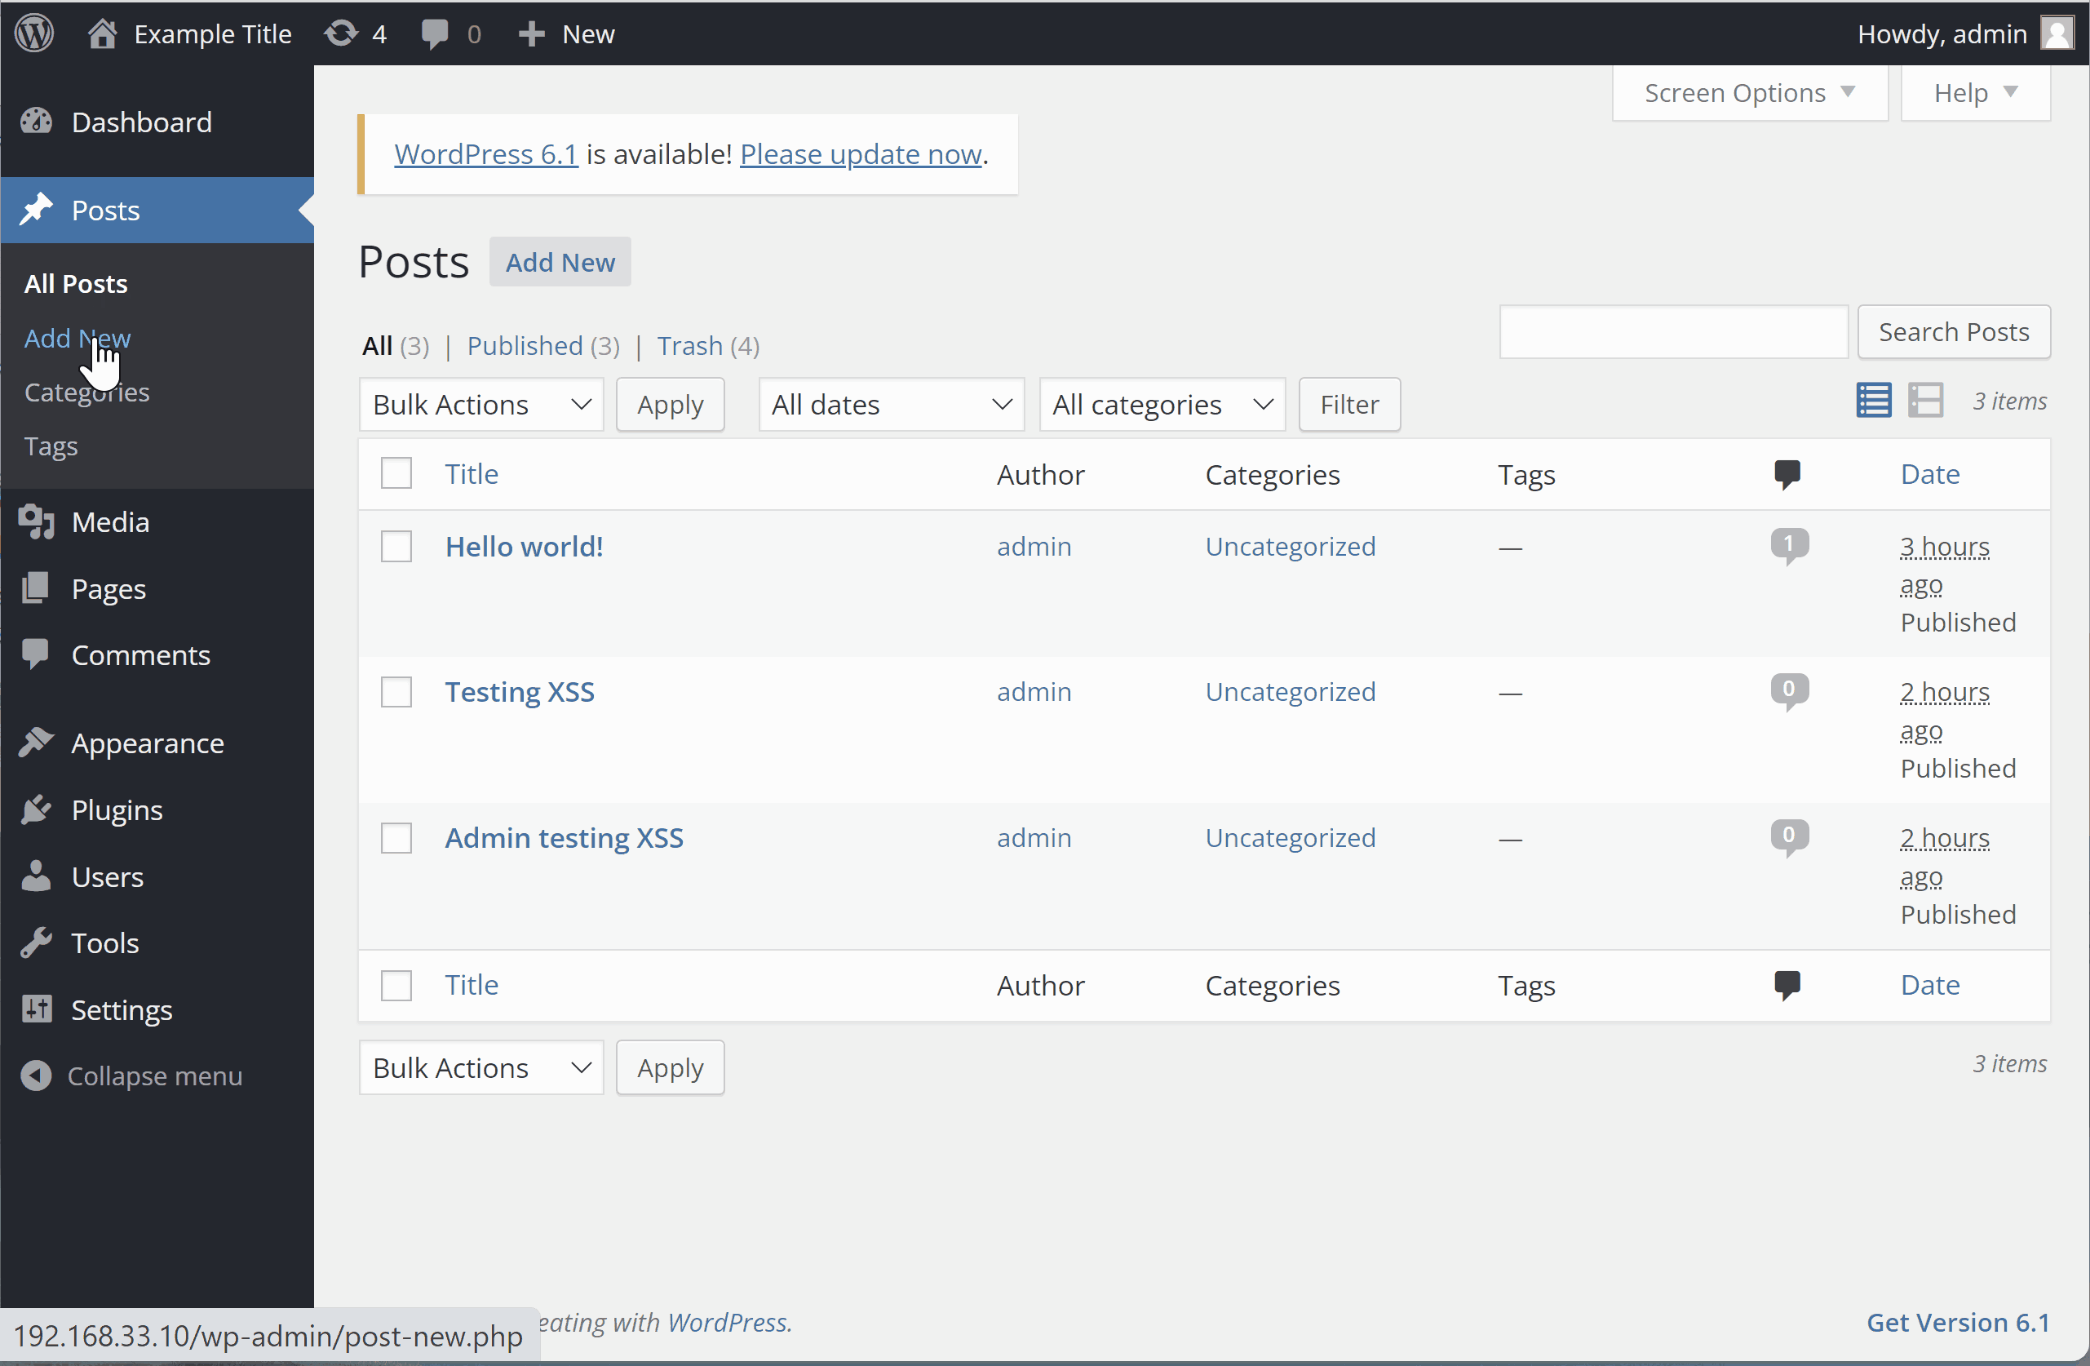 Example Title 4 0 New Howdy, admin
Screen Options Help
Dashboard
Posts
All Posts
Add New
Categories
Tags
Media
Pages
Comments
Appearance
Plugins
Users
Tools
Settings
Collapse menu
WordPress 6.1 is available! Please update now.
Posts Add New
All (3) | Published (3) | Trash (4)
Search Posts
Bulk Actions Apply All dates All categories Filter 3 items
Title Author Categories Tags Date
Hello world! admin Uncategorized — 1 3 hours
ago
Published
Testing XSS admin Uncategorized — 0 2 hours
ago
Published
Admin testing XSS admin Uncategorized — 0 2 hours
ago
Published
Title Author Categories Tags Date
Bulk Actions Apply 3 items
eating with WordPress. Get Version 6.1
192.168.33.10/wp-admin/post-new.php